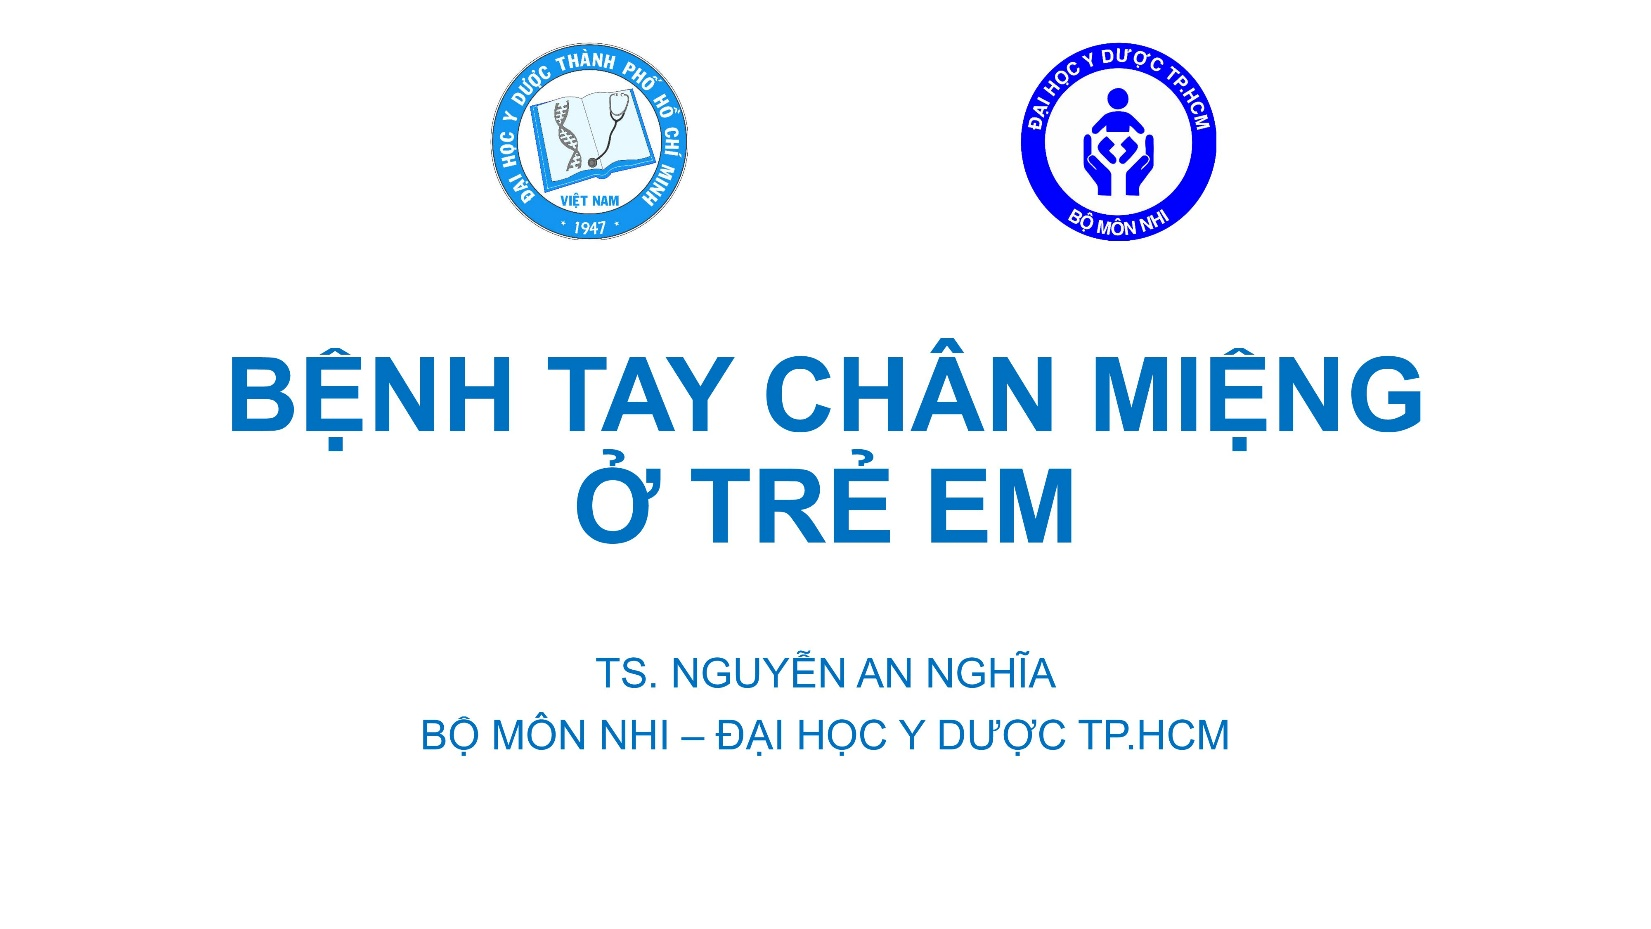 ĐẠI HỌC Y DƯỢC THÀNH PHỐ HỒ CHÍ MINH
VIỆT NAM
* 1947 *
ĐẠI HỌC Y DƯỢC TP.HCM
BỘ MÔN NHI
BỆNH TAY CHÂN MIỆNG
Ở TRẺ EM
TS. NGUYỄN AN NGHĨA
BỘ MÔN NHI – ĐẠI HỌC Y DƯỢC TP.HCM